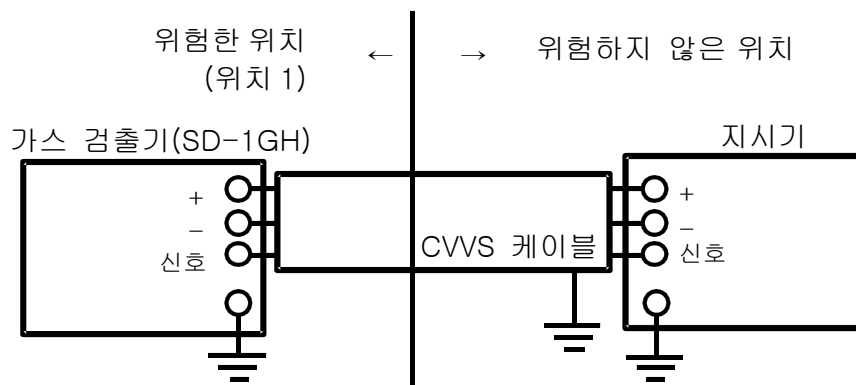 위험한 위치
(위치 1)
← → 위험하지 않은 위치
가스 검출기(SD-1GH)
지시기
+
−
신호
CVVS 케이블
+
−
신호